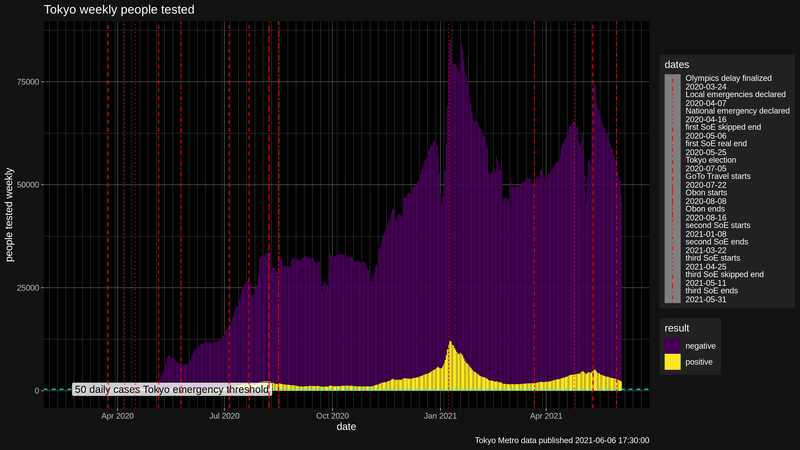 Tokyo weekly people tested
people tested weekly
75000
50000
25000
0
50 daily cases Tokyo emergency threshold
Apr 2020
Jul 2020
Oct 2020
Jan 2021
Apr 2021
date
Tokyo Metro data published 2021-06-06 17:30:00
dates
Olympics delay finalized
2020-03-24
Local emergencies declared
2020-04-07
National emergency declared
2020-04-16
first SoE skipped end
2020-05-06
first SoE real end
2020-05-25
Tokyo election
2020-07-05
GoTo Travel starts
2020-07-22
Obon starts
2020-08-08
Obon ends
2020-08-16
second SoE starts
2021-01-08
second SoE ends
2021-03-22
third SoE starts
2021-04-25
third SoE skipped end
2021-05-11
third SoE ends
2021-05-31
result
negative
positive